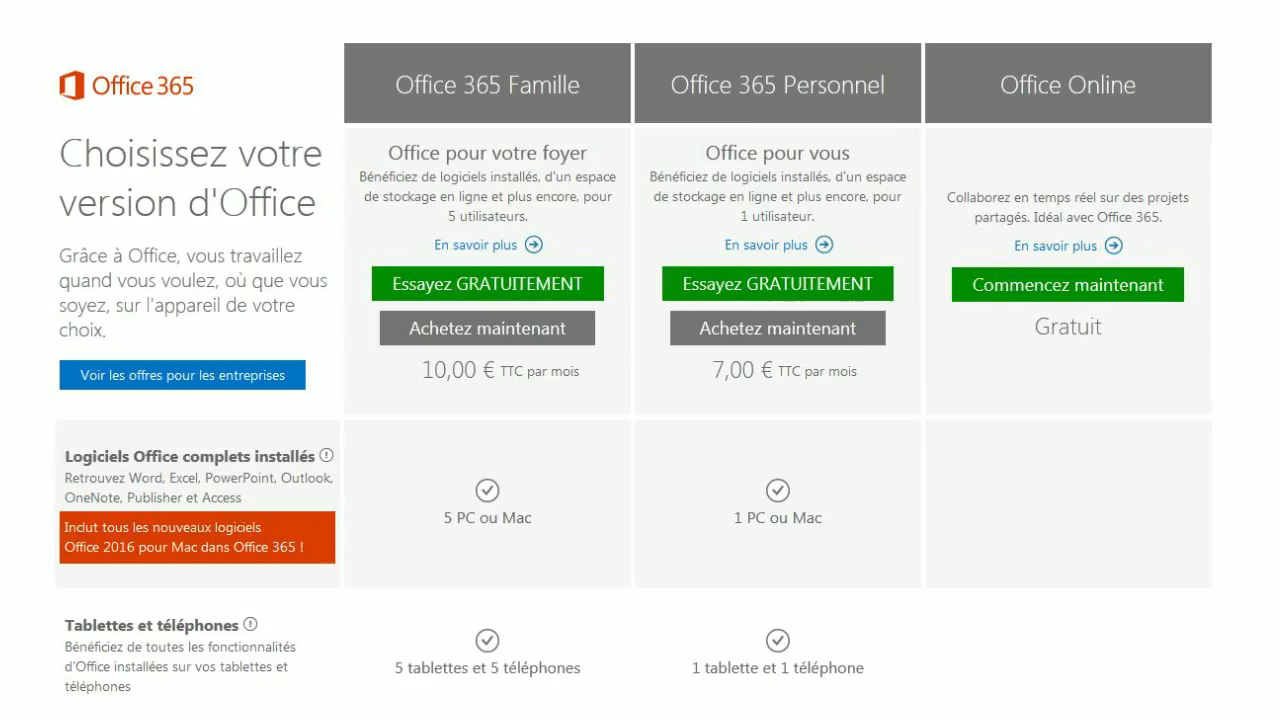 Office 365
Choisissez votre
version d'Office
Grâce à Office, vous travaillez
quand vous voulez, où que vous
soyez, sur l'appareil de votre
choix.
Voir les offres pour les entreprises
Office 365 Famille
Office pour votre foyer
Bénéficiez de logiciels installés, d'un espace
de stockage en ligne et plus encore, pour
5 utilisateurs.
En savoir plus
Essayez GRATUITEMENT
Achetez maintenant
10,00 € TTC par mois
Office 365 Personnel
Office pour vous
Bénéficiez de logiciels installés, d'un espace
de stockage en ligne et plus encore, pour
1 utilisateur.
En savoir plus
Essayez GRATUITEMENT
Achetez maintenant
7,00 € TTC par mois
Office Online
Collaborez en temps réel sur des projets
partagés. Idéal avec Office 365.
En savoir plus
Commencez maintenant
Gratuit
Logiciels Office complets installés
Retrouvez Word, Excel, PowerPoint, Outlook,
OneNote, Publisher et Access
Inclut tous les nouveaux logiciels
Office 2016 pour Mac dans Office 365 !
5 PC ou Mac
1 PC ou Mac
Tablettes et téléphones
Bénéficiez de toutes les fonctionnalités
d'Office installées sur vos tablettes et
téléphones
5 tablettes et 5 téléphones
1 tablette et 1 téléphone